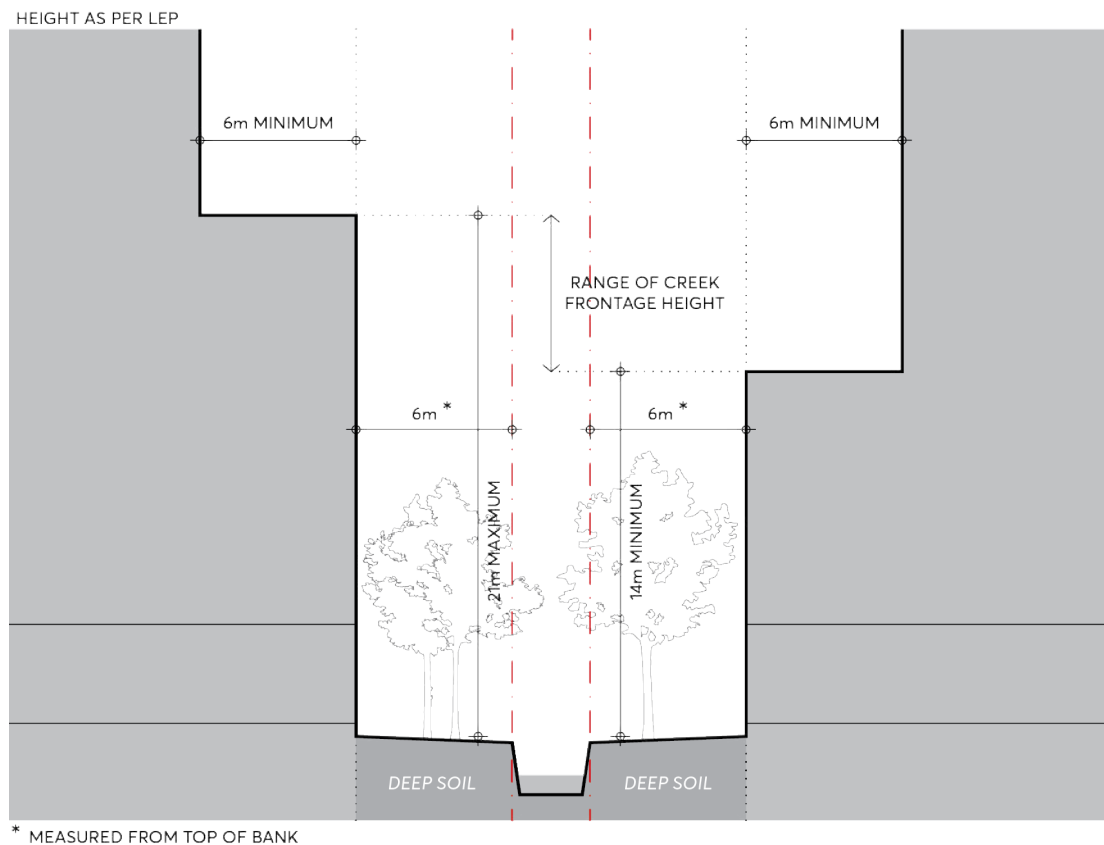 HEIGHT AS PER LEP
6m MINIMUM
6m MINIMUM
RANGE OF CREEK
FRONTAGE HEIGHT
6m *
6m *
21m MAXIMUM
14m MINIMUM
DEEP SOIL
DEEP SOIL
* MEASURED FROM TOP OF BANK